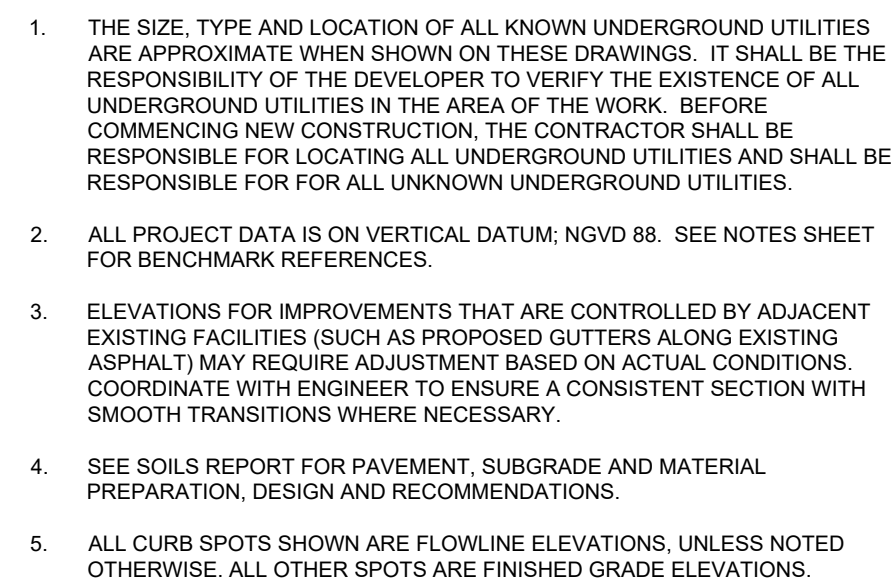 1. THE SIZE, TYPE AND LOCATION OF ALL KNOWN UNDERGROUND UTILITIES
ARE APPROXIMATE WHEN SHOWN ON THESE DRAWINGS. IT SHALL BE THE
RESPONSIBILITY OF THE DEVELOPER TO VERIFY THE EXISTENCE OF ALL
UNDERGROUND UTILITIES IN THE AREA OF THE WORK. BEFORE
COMMENCING NEW CONSTRUCTION, THE CONTRACTOR SHALL BE
RESPONSIBLE FOR LOCATING ALL UNDERGROUND UTILITIES AND SHALL BE
RESPONSIBLE FOR FOR ALL UNKNOWN UNDERGROUND UTILITIES.
2. ALL PROJECT DATA IS ON VERTICAL DATUM; NGVD 88. SEE NOTES SHEET
FOR BENCHMARK REFERENCES.
3. ELEVATIONS FOR IMPROVEMENTS THAT ARE CONTROLLED BY ADJACENT
EXISTING FACILITIES (SUCH AS PROPOSED GUTTERS ALONG EXISTING
ASPHALT) MAY REQUIRE ADJUSTMENT BASED ON ACTUAL CONDITIONS.
COORDINATE WITH ENGINEER TO ENSURE A CONSISTENT SECTION WITH
SMOOTH TRANSITIONS WHERE NECESSARY.
4. SEE SOILS REPORT FOR PAVEMENT, SUBGRADE AND MATERIAL
PREPARATION, DESIGN AND RECOMMENDATIONS.
5. ALL CURB SPOTS SHOWN ARE FLOWLINE ELEVATIONS, UNLESS NOTED
OTHERWISE. ALL OTHER SPOTS ARE FINISHED GRADE ELEVATIONS.